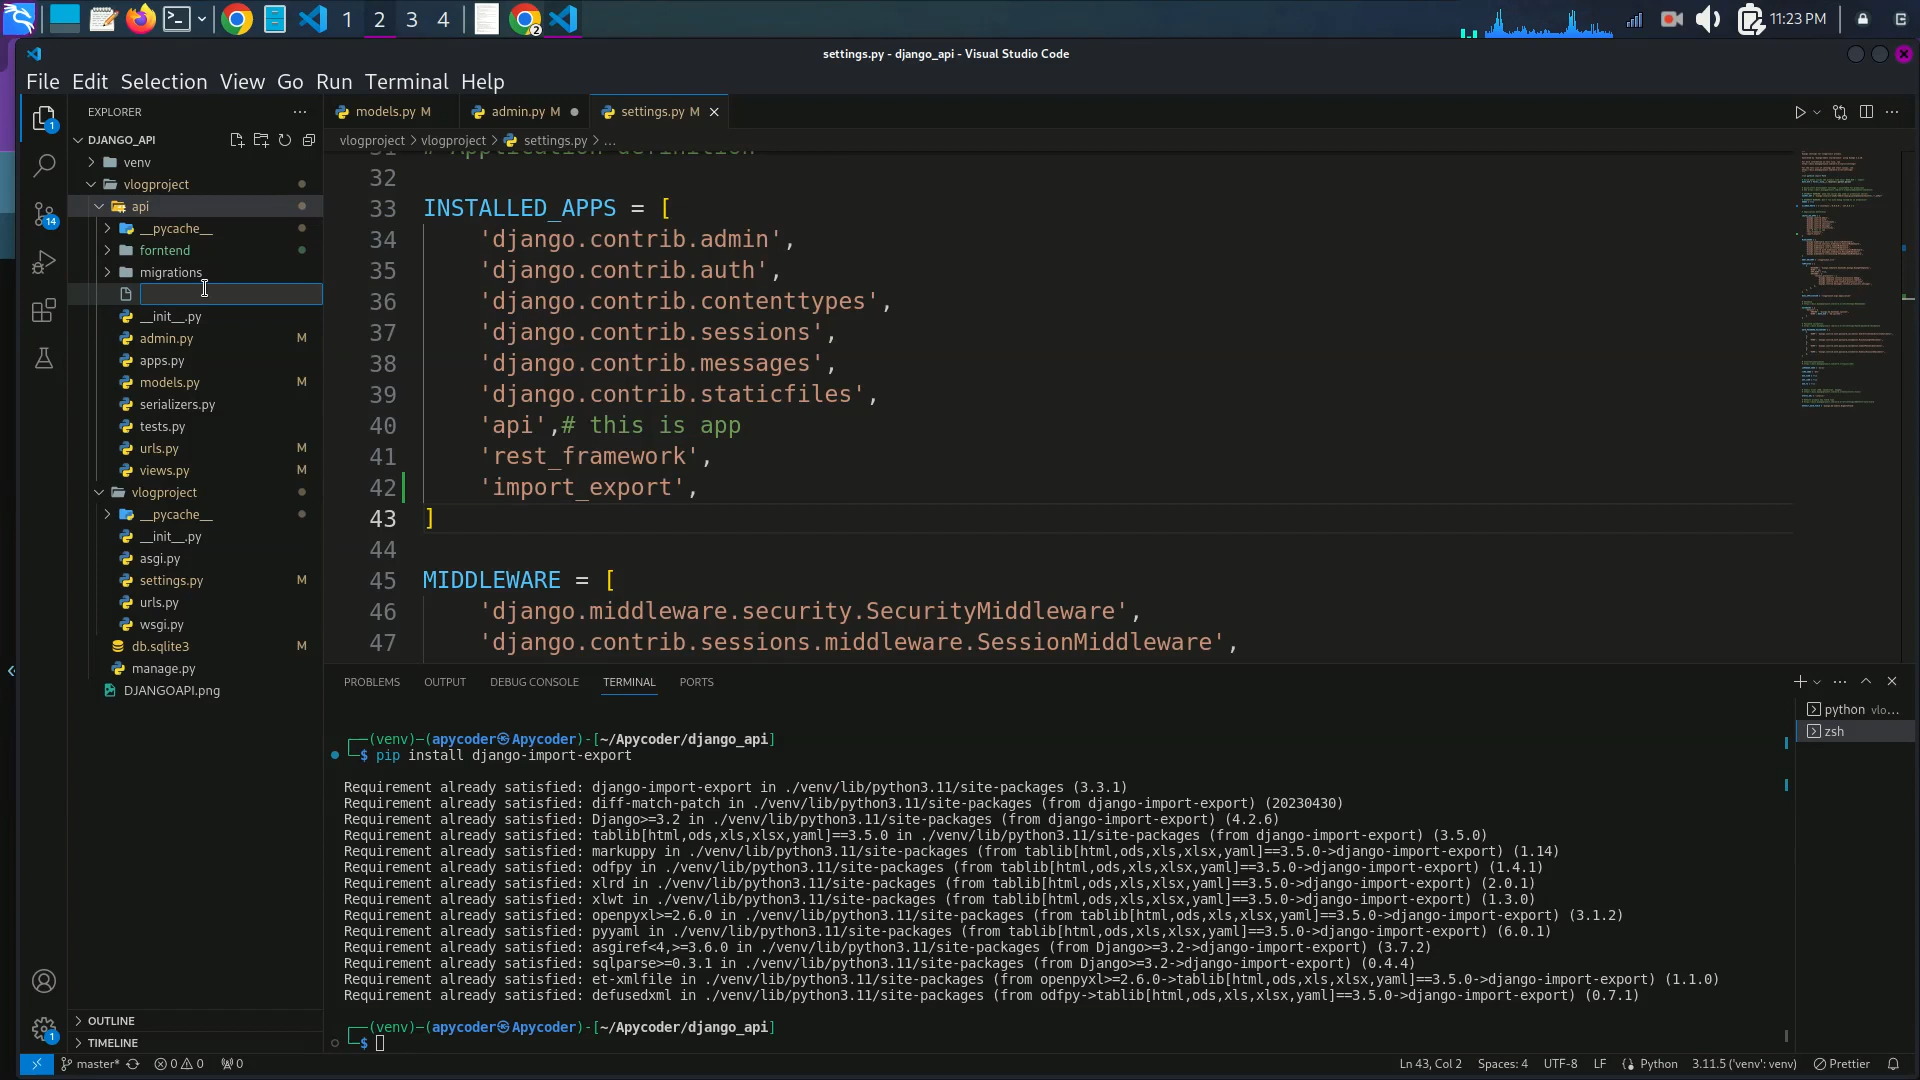 1 2 3 4 2 11:23 PM
settings.py - django_api - Visual Studio Code
File Edit Selection View Go Run Terminal Help
EXPLORER
models.py M
admin.py M
settings.py M
DJANGO_API
vlogproject > vlogproject > settings.py > ...
1
venv
vlogproject
api
__pycache__
forntend
migrations
__init__.py
admin.py M
apps.py
models.py M
serializers.py
tests.py
urls.py M
views.py M
vlogproject
__pycache__
__init__.py
asgi.py
settings.py M
urls.py
wsgi.py
db.sqlite3 M
manage.py
DJANGOAPI.png
14
31 # Application definition
32
33 INSTALLED_APPS = [
34 'django.contrib.admin',
35 'django.contrib.auth',
36 'django.contrib.contenttypes',
37 'django.contrib.sessions',
38 'django.contrib.messages',
39 'django.contrib.staticfiles',
40 'api',# this is app
41 'rest_framework',
42 'import_export',
43 ]
44
45 MIDDLEWARE = [
46 'django.middleware.security.SecurityMiddleware',
47 'django.contrib.sessions.middleware.SessionMiddleware',
PROBLEMS OUTPUT DEBUG CONSOLE TERMINAL PORTS
python vlo...
zsh
┌──(venv)─(apycoder㉿Apycoder)-[~/Apycoder/django_api]
└─$ pip install django-import-export
Requirement already satisfied: django-import-export in ./venv/lib/python3.11/site-packages (3.3.1)
Requirement already satisfied: diff-match-patch in ./venv/lib/python3.11/site-packages (from django-import-export) (20230430)
Requirement already satisfied: Django>=3.2 in ./venv/lib/python3.11/site-packages (from django-import-export) (4.2.6)
Requirement already satisfied: tablib[html,ods,xls,xlsx,yaml]==3.5.0 in ./venv/lib/python3.11/site-packages (from django-import-export) (3.5.0)
Requirement already satisfied: markuppy in ./venv/lib/python3.11/site-packages (from tablib[html,ods,xls,xlsx,yaml]==3.5.0->django-import-export) (1.14)
Requirement already satisfied: odfpy in ./venv/lib/python3.11/site-packages (from tablib[html,ods,xls,xlsx,yaml]==3.5.0->django-import-export) (1.4.1)
Requirement already satisfied: xlrd in ./venv/lib/python3.11/site-packages (from tablib[html,ods,xls,xlsx,yaml]==3.5.0->django-import-export) (2.0.1)
Requirement already satisfied: xlwt in ./venv/lib/python3.11/site-packages (from tablib[html,ods,xls,xlsx,yaml]==3.5.0->django-import-export) (1.3.0)
Requirement already satisfied: openpyxl>=2.6.0 in ./venv/lib/python3.11/site-packages (from tablib[html,ods,xls,xlsx,yaml]==3.5.0->django-import-export) (3.1.2)
Requirement already satisfied: pyyaml in ./venv/lib/python3.11/site-packages (from tablib[html,ods,xls,xlsx,yaml]==3.5.0->django-import-export) (6.0.1)
Requirement already satisfied: asgiref<4,>=3.6.0 in ./venv/lib/python3.11/site-packages (from Django>=3.2->django-import-export) (3.7.2)
Requirement already satisfied: sqlparse>=0.3.1 in ./venv/lib/python3.11/site-packages (from Django>=3.2->django-import-export) (0.4.4)
Requirement already satisfied: et-xmlfile in ./venv/lib/python3.11/site-packages (from openpyxl>=2.6.0->tablib[html,ods,xls,xlsx,yaml]==3.5.0->django-import-export) (1.1.0)
Requirement already satisfied: defusedxml in ./venv/lib/python3.11/site-packages (from odfpy->tablib[html,ods,xls,xlsx,yaml]==3.5.0->django-import-export) (0.7.1)
┌──(venv)─(apycoder㉿Apycoder)-[~/Apycoder/django_api]
└─$
OUTLINE
TIMELINE
1
master* 0 0 0 Ln 43, Col 2 Spaces: 4 UTF-8 LF Python 3.11.5 ('venv': venv) Prettier